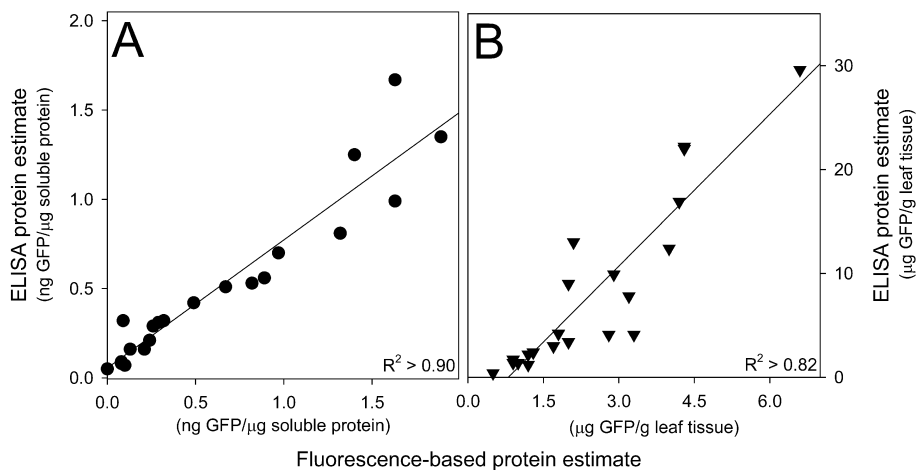 A
B
2.0
1.5
1.0
0.5
0.0
ELISA protein estimate
(ng GFP/μg soluble protein)
R² > 0.90
0.0 0.5 1.0 1.5
(ng GFP/μg soluble protein)
30
20
10
0
ELISA protein estimate
(μg GFP/g leaf tissue)
R² > 0.82
0.0 1.5 3.0 4.5 6.0
(μg GFP/g leaf tissue)
Fluorescence-based protein estimate